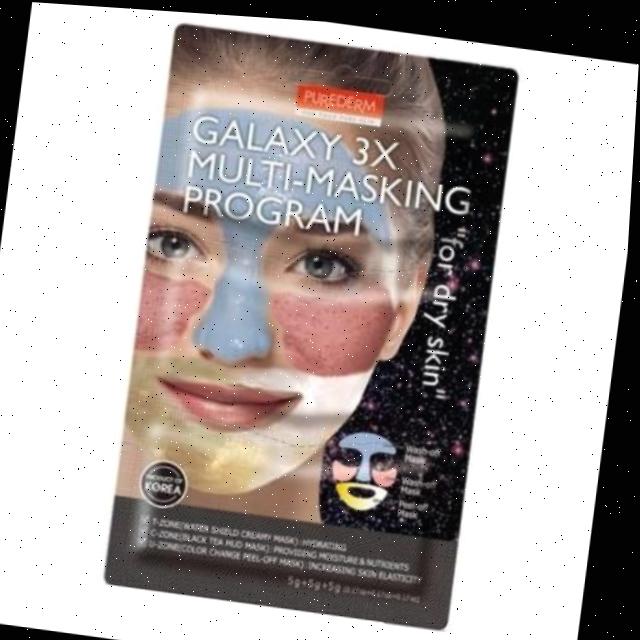 PUREDERM
GALAXY 3X
MULTI-MASKING
PROGRAM
"for dry skin"
KOREA
T-ZONE(WATER SHIELD CREAMY MASK): HYDRATING
C-ZONE(BLACK TEA MUD MASK): PROVIDING MOISTURE & NUTRIENTS
U-ZONE(COLOR CHANGE PEEL-OFF MASK): INCREASING SKIN ELASTICITY
5g+5g+5g